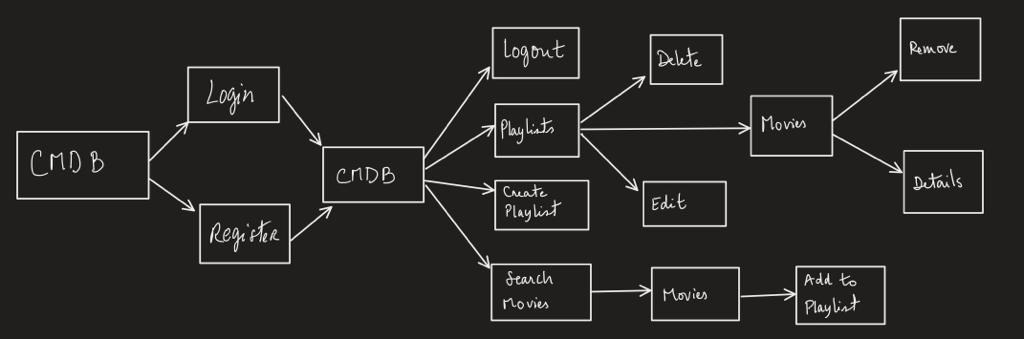 CMDB
Login
Register
CMDB
Logout
Playlists
Create
Playlist
Search
Movies
Delete
Edit
Movies
Movies
Add to
Playlist
Remove
Details